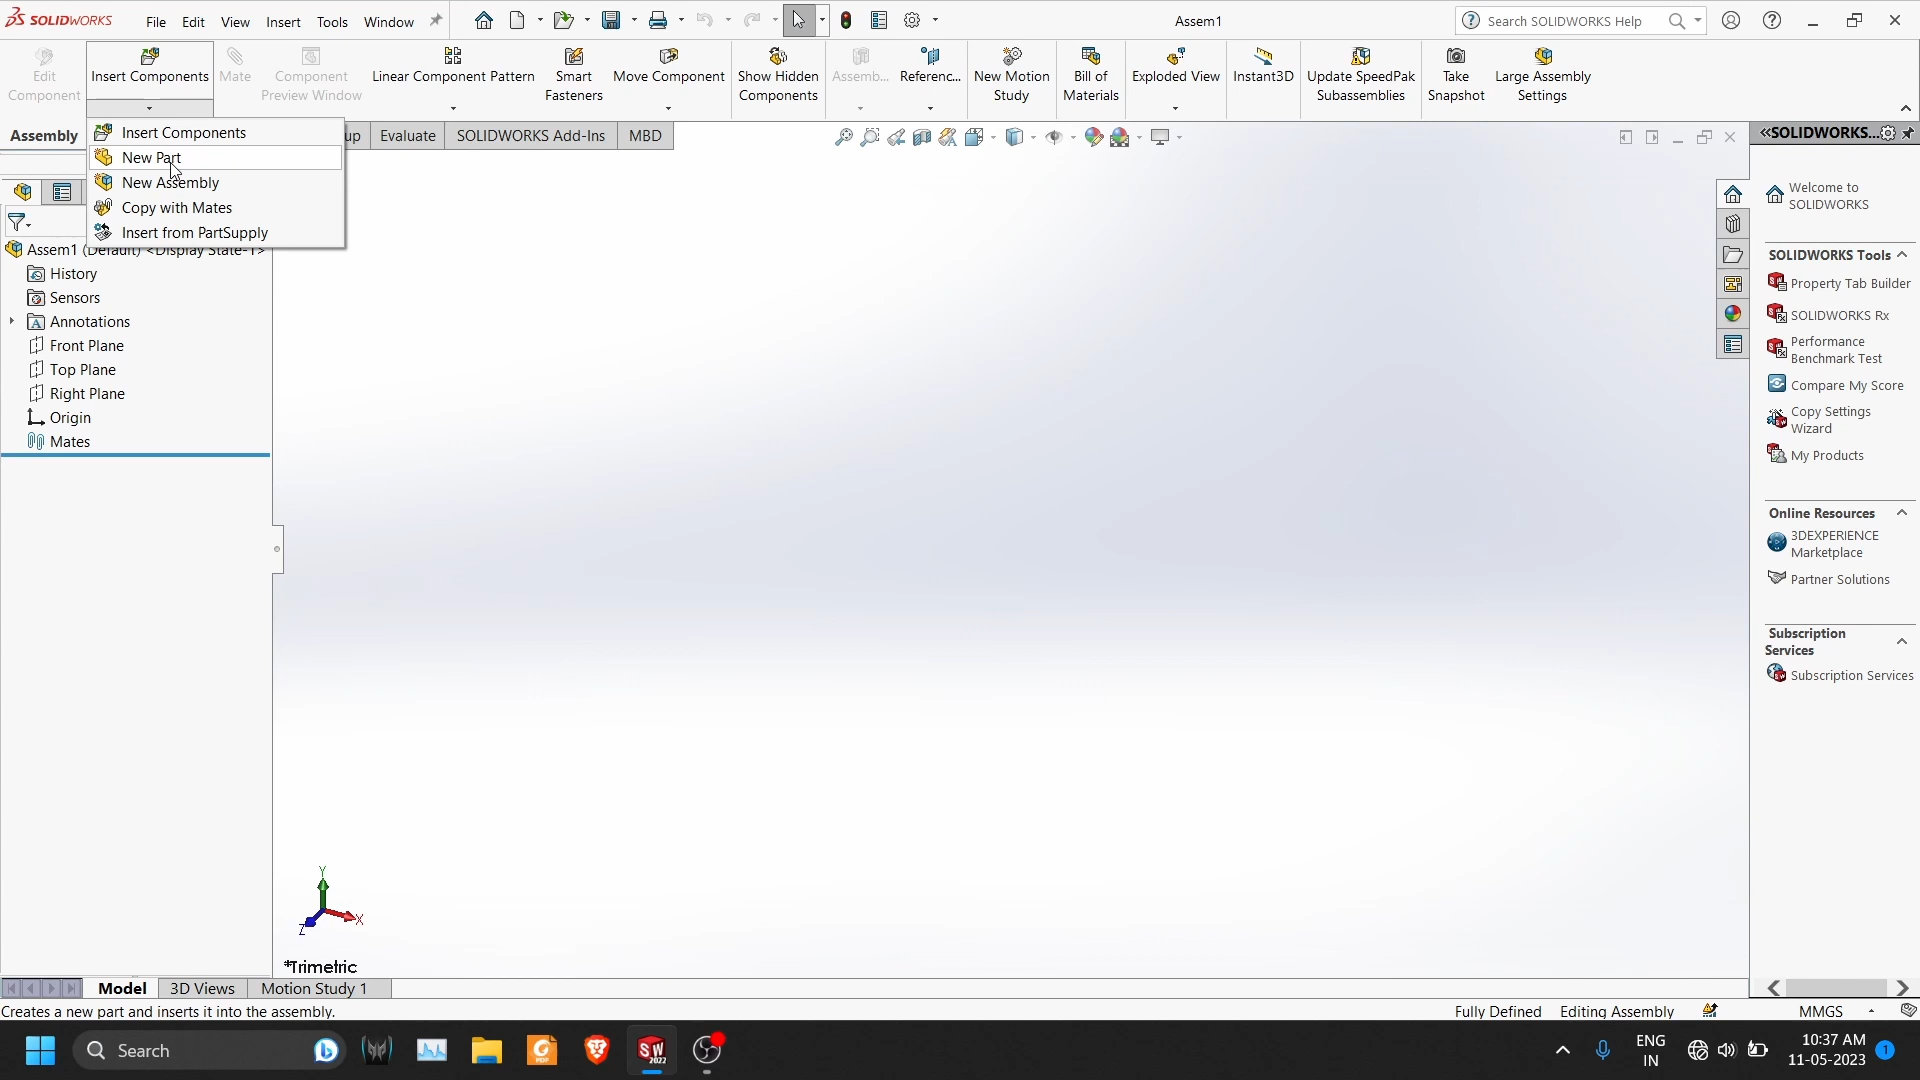 SOLIDWORKS File Edit View Insert Tools Window
Assem1
Search SOLIDWORKS Help
Edit
Component
Insert Components
Mate
Component
Preview Window
Linear Component Pattern
Smart
Fasteners
Move Component
Show Hidden
Components
Assemb...
Referenc...
New Motion
Study
Bill of
Materials
Exploded View
Instant3D
Update SpeedPak
Subassemblies
Take
Snapshot
Large Assembly
Settings
Assembly
up
Evaluate
SOLIDWORKS Add-Ins
MBD
Insert Components
New Part
New Assembly
Copy with Mates
Insert from PartSupply
Assem1 (Default) <Display State-1>
History
Sensors
Annotations
Front Plane
Top Plane
Right Plane
Origin
Mates
Y
X
Z
*Trimetric
SOLIDWORKS...
Welcome to
SOLIDWORKS
SOLIDWORKS Tools
Property Tab Builder
SOLIDWORKS Rx
Performance
Benchmark Test
Compare My Score
Copy Settings
Wizard
My Products
Online Resources
3DEXPERIENCE
Marketplace
Partner Solutions
Subscription
Services
Subscription Services
Model 3D Views Motion Study 1
Creates a new part and inserts it into the assembly.
Fully Defined Editing Assembly MMGS
Search
SW
2022
PDF
ENG
IN
10:37 AM
11-05-2023
1